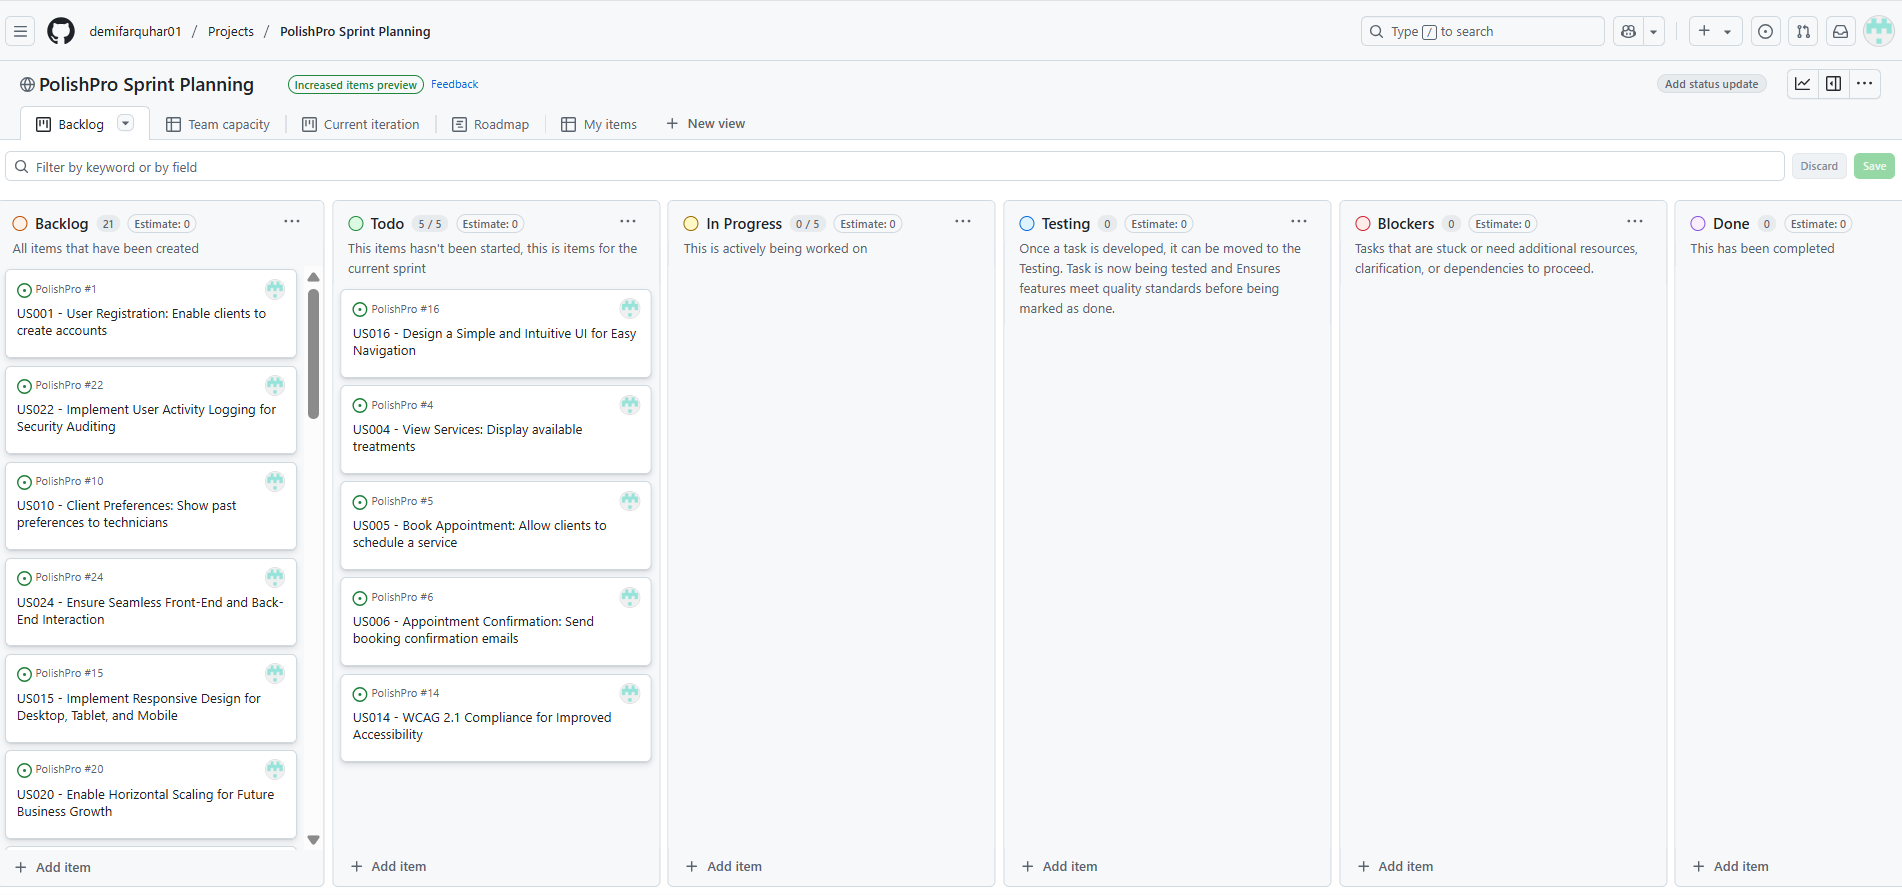 demifarquhar01 / Projects / PolishPro Sprint Planning
Type / to search
PolishPro Sprint Planning
Increased items preview
Feedback
Add status update
Backlog
Team capacity
Current iteration
Roadmap
My items
New view
Filter by keyword or by field
Discard
Save
Backlog 21 Estimate: 0
All items that have been created
PolishPro #1
US001 - User Registration: Enable clients to
create accounts
PolishPro #22
US022 - Implement User Activity Logging for
Security Auditing
PolishPro #10
US010 - Client Preferences: Show past
preferences to technicians
PolishPro #24
US024 - Ensure Seamless Front-End and Back-
End Interaction
PolishPro #15
US015 - Implement Responsive Design for
Desktop, Tablet, and Mobile
PolishPro #20
US020 - Enable Horizontal Scaling for Future
Business Growth
+ Add item
Todo 5 / 5 Estimate: 0
This items hasn't been started, this is items for the
current sprint
PolishPro #16
US016 - Design a Simple and Intuitive UI for Easy
Navigation
PolishPro #4
US004 - View Services: Display available
treatments
PolishPro #5
US005 - Book Appointment: Allow clients to
schedule a service
PolishPro #6
US006 - Appointment Confirmation: Send
booking confirmation emails
PolishPro #14
US014 - WCAG 2.1 Compliance for Improved
Accessibility
+ Add item
In Progress 0 / 5 Estimate: 0
This is actively being worked on
+ Add item
Testing 0 Estimate: 0
Once a task is developed, it can be moved to the
Testing. Task is now being tested and Ensures
features meet quality standards before being
marked as done.
+ Add item
Blockers 0 Estimate: 0
Tasks that are stuck or need additional resources,
clarification, or dependencies to proceed.
+ Add item
Done 0 Estimate: 0
This has been completed
+ Add item